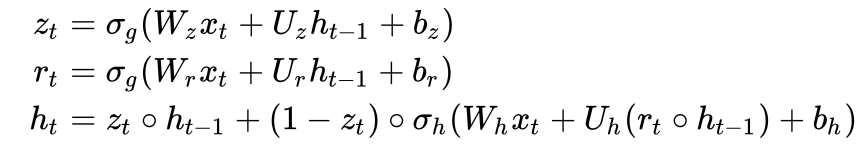 z_t = σ_g(W_z x_t + U_z h_{t−1} + b_z)
r_t = σ_g(W_r x_t + U_r h_{t−1} + b_r)
h_t = z_t ∘ h_{t−1} + (1 − z_t) ∘ σ_h(W_h x_t + U_h(r_t ∘ h_{t−1}) + b_h)